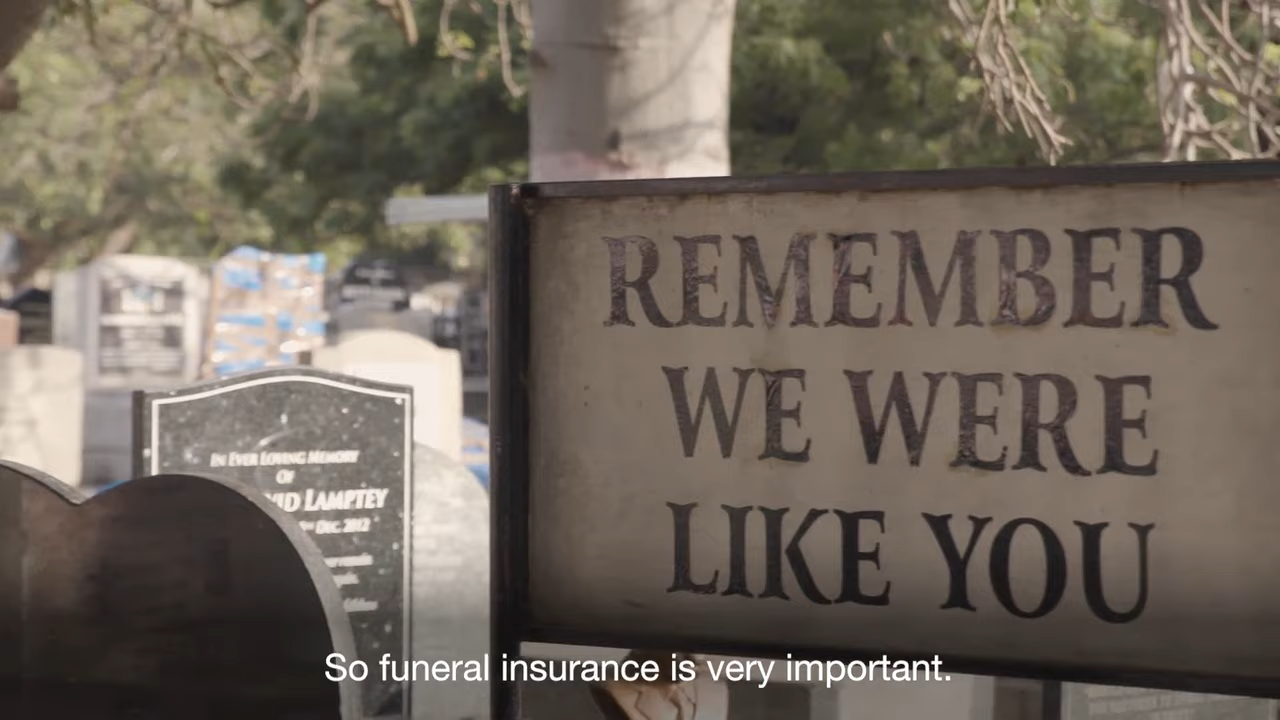 REMEMBER
WE WERE
LIKE YOU
IN EVER LOVING MEMORY
OF
LAMPTEY
DEC. 2012
So funeral insurance is very important.